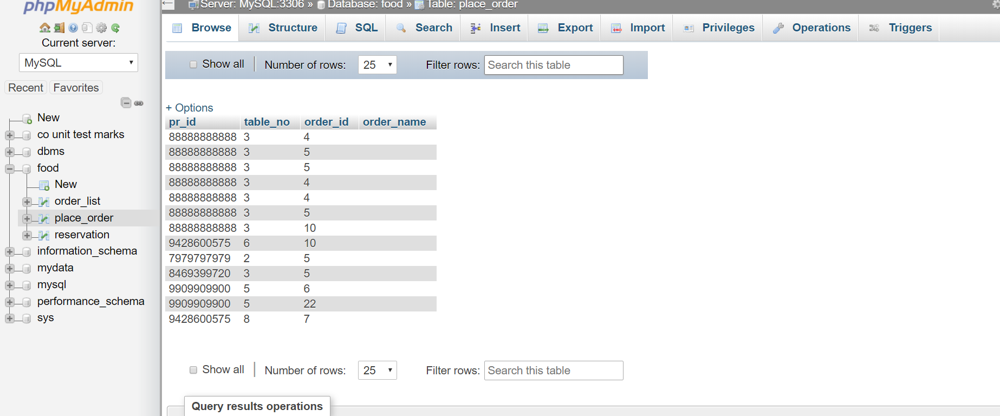 phpMyAdmin
Current server:
MySQL
Recent Favorites
New
co unit test marks
dbms
food
New
order_list
place_order
reservation
information_schema
mydata
mysql
performance_schema
sys
Server: MySQL:3306 » Database: food » Table: place_order
Browse Structure SQL Search Insert Export Import Privileges Operations Triggers
Show all Number of rows: 25 Filter rows: Search this table
+ Options
pr_id table_no order_id order_name
88888888888 3 4
88888888888 3 5
88888888888 3 5
88888888888 3 4
88888888888 3 4
88888888888 3 5
88888888888 3 10
9428600575 6 10
7979797979 2 5
8469399720 3 5
9909909900 5 6
9909909900 5 22
9428600575 8 7
Show all Number of rows: 25 Filter rows: Search this table
Query results operations